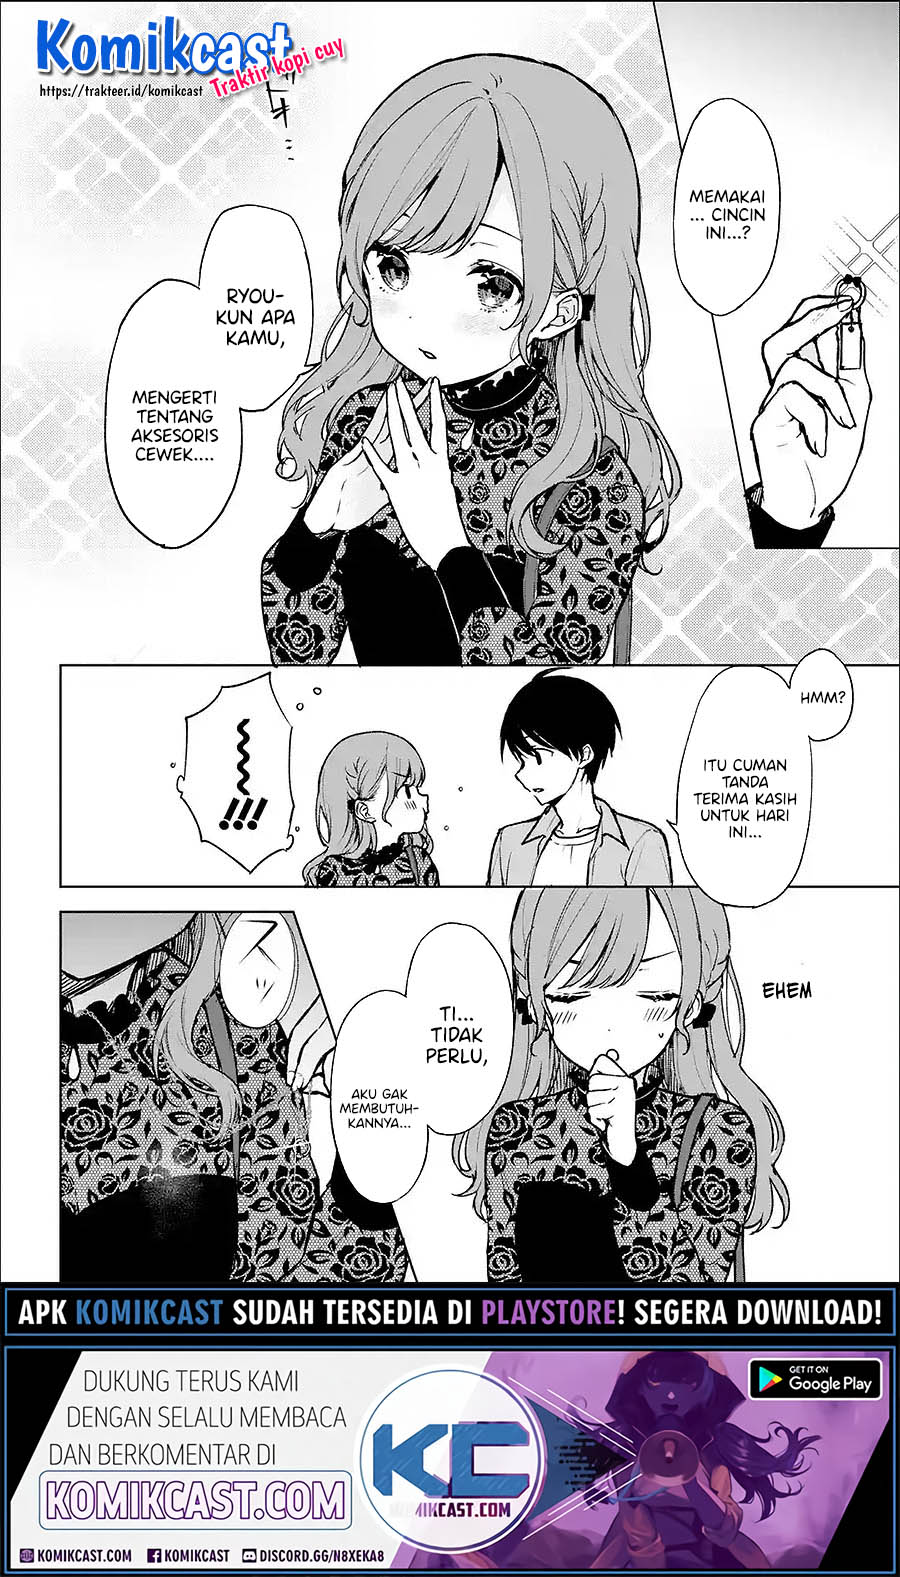 Komikcast
Traktir kopi cuy
https://trakteer.id/komikcast
MEMAKAI
... CINCIN
INI...?
RYOU-
KUN APA
KAMU,
MENGERTI
TENTANG
AKSESORIS
CEWEK....
HMM?
ITU CUMAN
TANDA
TERIMA KASIH
UNTUK HARI
INI...
!!!
EHEM
TI...
TIDAK
PERLU,
AKU GAK
MEMBUTUH-
KANNYA...
ス
APK KOMIKCAST SUDAH TERSEDIA DI PLAYSTORE! SEGERA DOWNLOAD!
DUKUNG TERUS KAMI
DENGAN SELALU MEMBACA
DAN BERKOMENTAR DI
KOMIKCAST.COM
KOMIKCAST.COM KOMIKCAST DISCORD.GG/N8XEKA8
KC
KOMIKCAST.COM
GET IT ON
Google Play